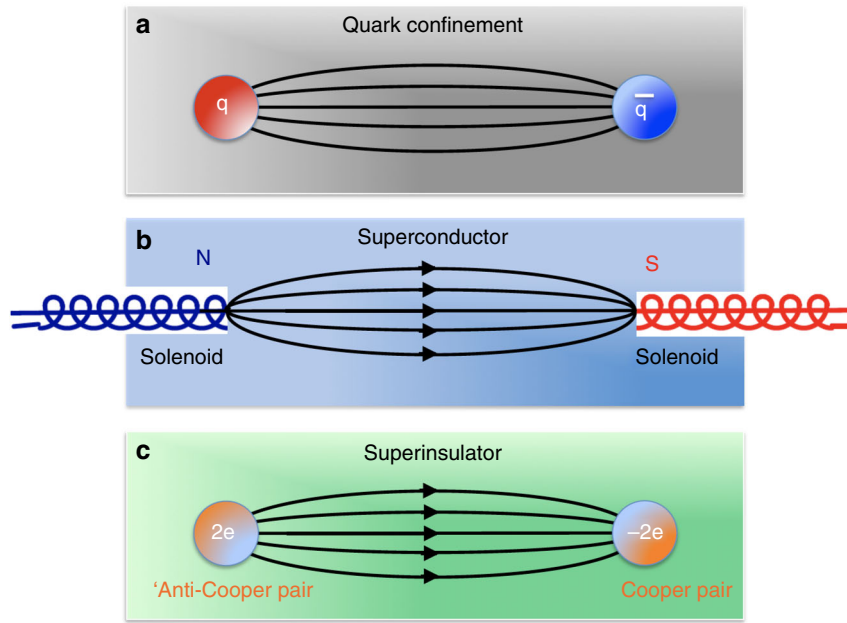 a
Quark confinement
q
q̅
b
Superconductor
N
S
Solenoid
Solenoid
c
Superinsulator
2e
–2e
‘Anti-Cooper pair
Cooper pair